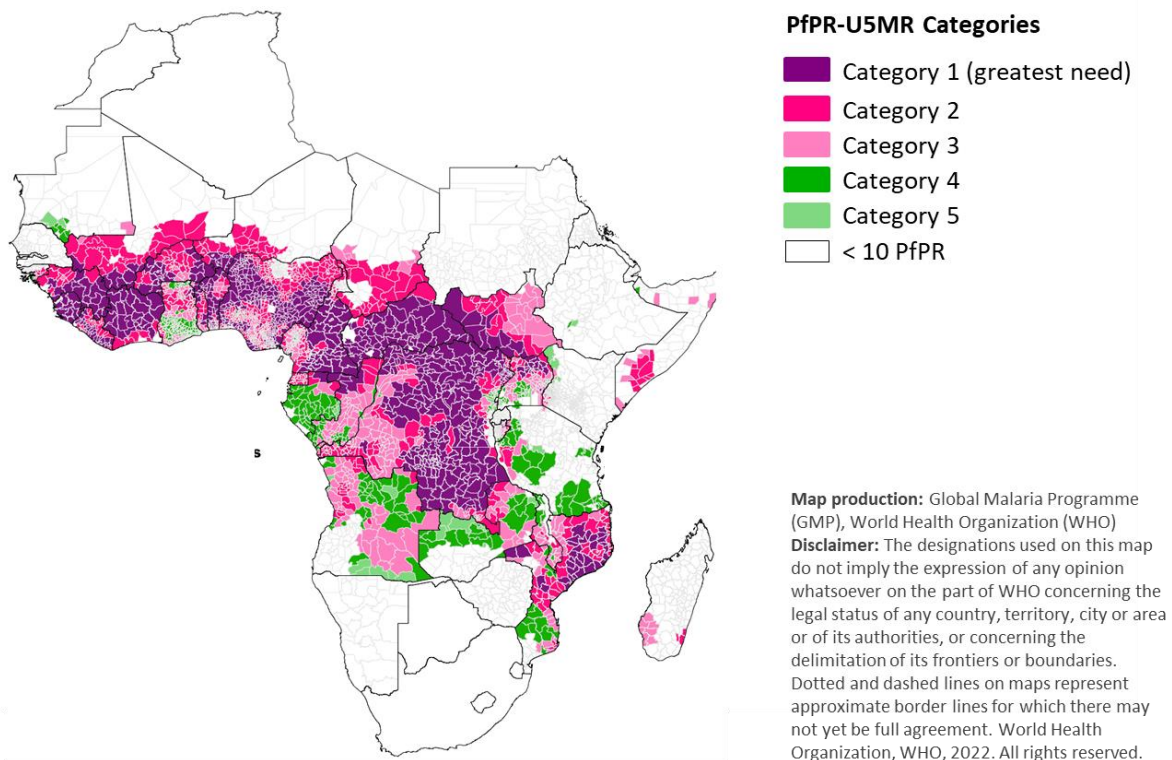 PfPR-U5MR Categories
Category 1 (greatest need)
Category 2
Category 3
Category 4
Category 5
< 10 PfPR
s
Map production: Global Malaria Programme
(GMP), World Health Organization (WHO)
Disclaimer: The designations used on this map
do not imply the expression of any opinion
whatsoever on the part of WHO concerning the
legal status of any country, territory, city or area
or of its authorities, or concerning the
delimitation of its frontiers or boundaries.
Dotted and dashed lines on maps represent
approximate border lines for which there may
not yet be full agreement. World Health
Organization, WHO, 2022. All rights reserved.